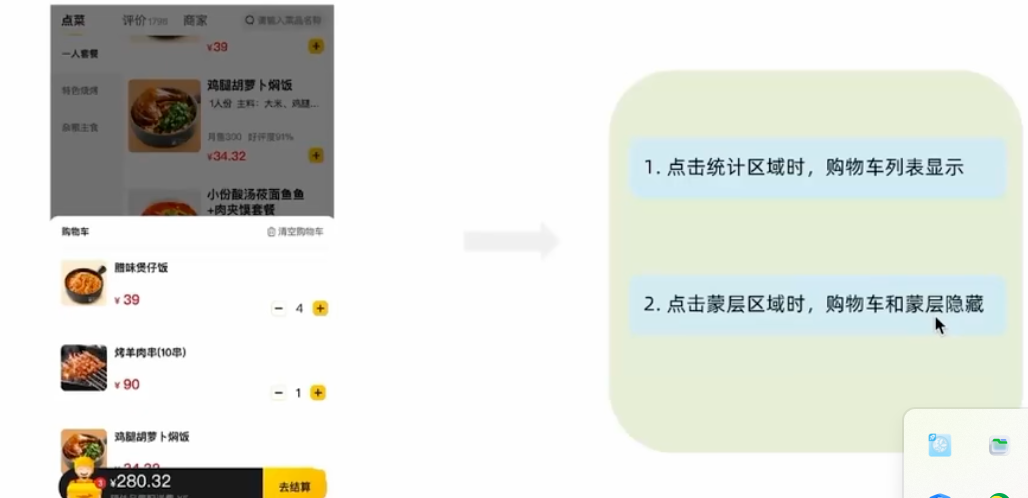 点菜 评价1796 商家 请输入菜品名称
一人套餐
¥39
特色烧烤
杂粮主食
鸡腿胡萝卜焖饭
1人份 主料：大米、鸡腿...
月售200 好评度91%
¥34.32
小份酸汤莜面鱼鱼
+肉夹馍套餐
购物车 清空购物车
腊味煲仔饭
¥ 39
4
烤羊肉串(10串)
¥ 90
1
鸡腿胡萝卜焖饭
34.32
3
¥280.32
去结算
1. 点击统计区域时，购物车列表显示
2. 点击蒙层区域时，购物车和蒙层隐藏